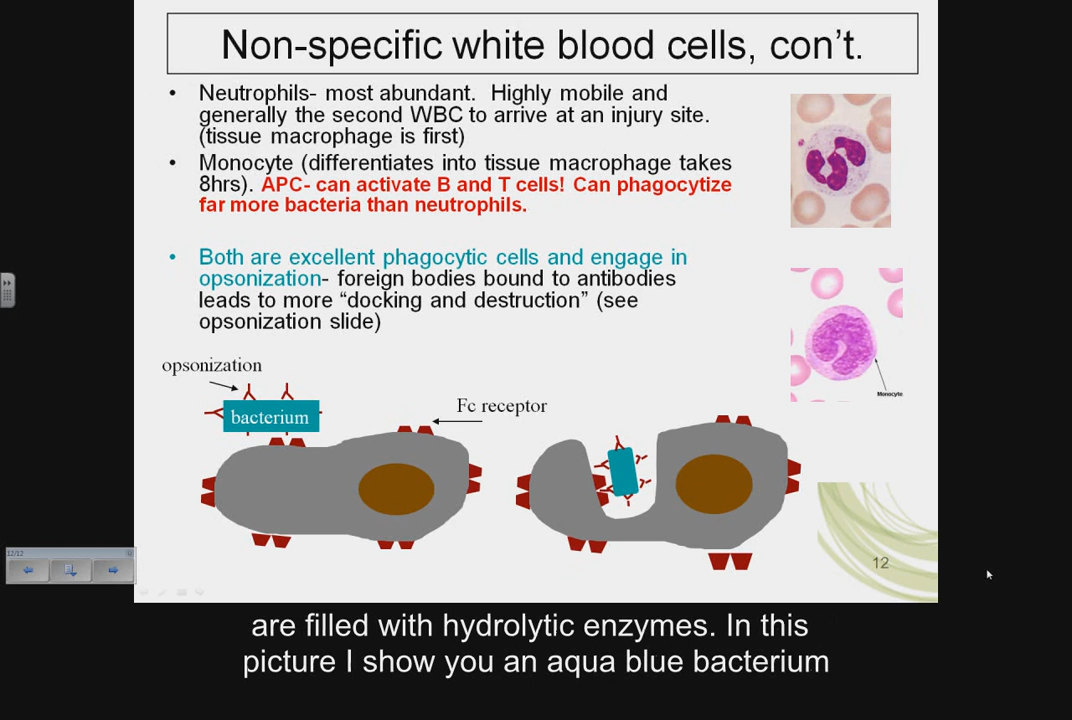 Non-specific white blood cells, con’t.
• Neutrophils- most abundant.  Highly mobile and
generally the second WBC to arrive at an injury site.
(tissue macrophage is first)
• Monocyte (differentiates into tissue macrophage takes
8hrs). APC- can activate B and T cells! Can phagocytize
far more bacteria than neutrophils.
• Both are excellent phagocytic cells and engage in
opsonization- foreign bodies bound to antibodies
leads to more “docking and destruction” (see
opsonization slide)
Monocyte
opsonization
bacterium
Fc receptor
12/12
12
are filled with hydrolytic enzymes. In this
picture I show you an aqua blue bacterium